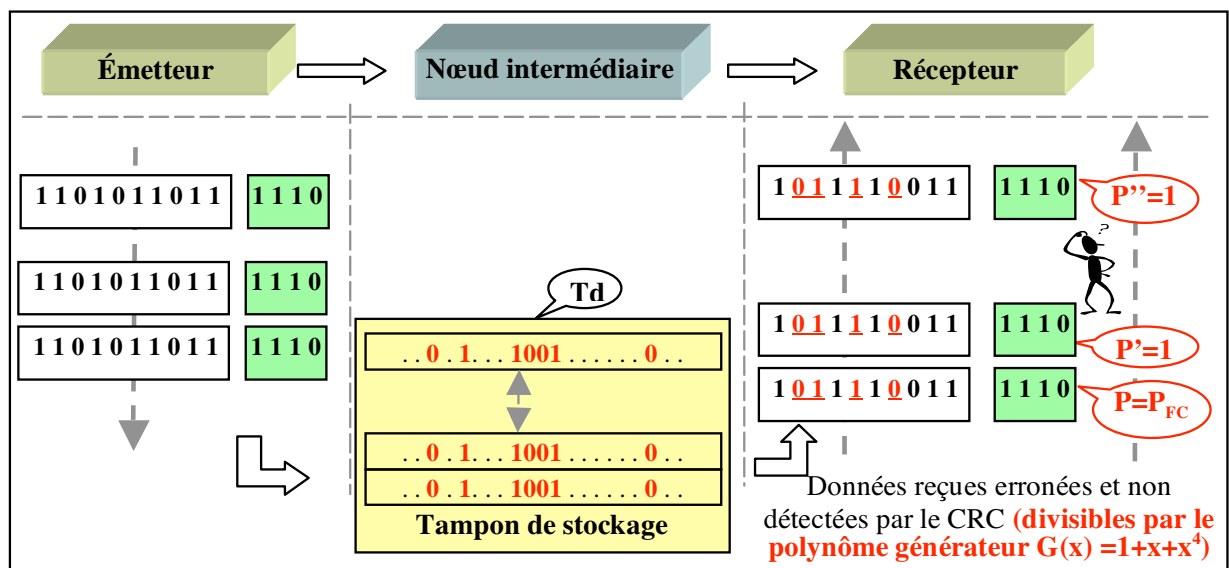 Émetteur
Nœud intermédiaire
Récepteur
1 1 0 1 0 1 1 0 1 1
1 1 1 0
1 1 0 1 0 1 1 0 1 1
1 1 1 0
1 1 0 1 0 1 1 0 1 1
1 1 1 0
Td
. . 0 . 1. . . 1001 . . . . . . 0 . .
. . 0 . 1. . . 1001 . . . . . . 0 . .
. . 0 . 1. . . 1001 . . . . . . 0 . .
Tampon de stockage
1 0 1 1 1 1 0 0 1 1
1 1 1 0
P’’=1
?
1 0 1 1 1 1 0 0 1 1
1 1 1 0
P’=1
1 0 1 1 1 1 0 0 1 1
1 1 1 0
P=PFC
Données reçues erronées et non
détectées par le CRC (divisibles par le
polynôme générateur G(x) =1+x+x⁴)